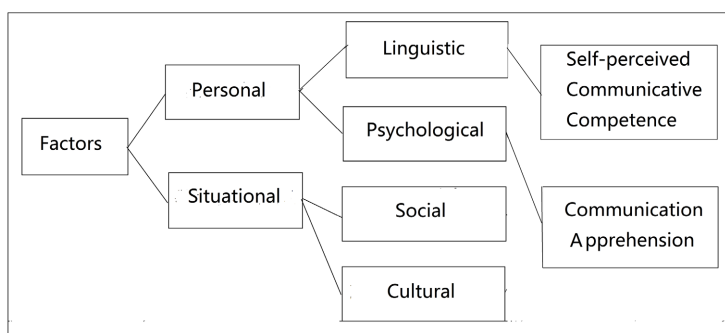 Factors
Personal
Situational
Linguistic
Psychological
Social
Cultural
Self-perceived
Communicative
Competence
Communication
Apprehension